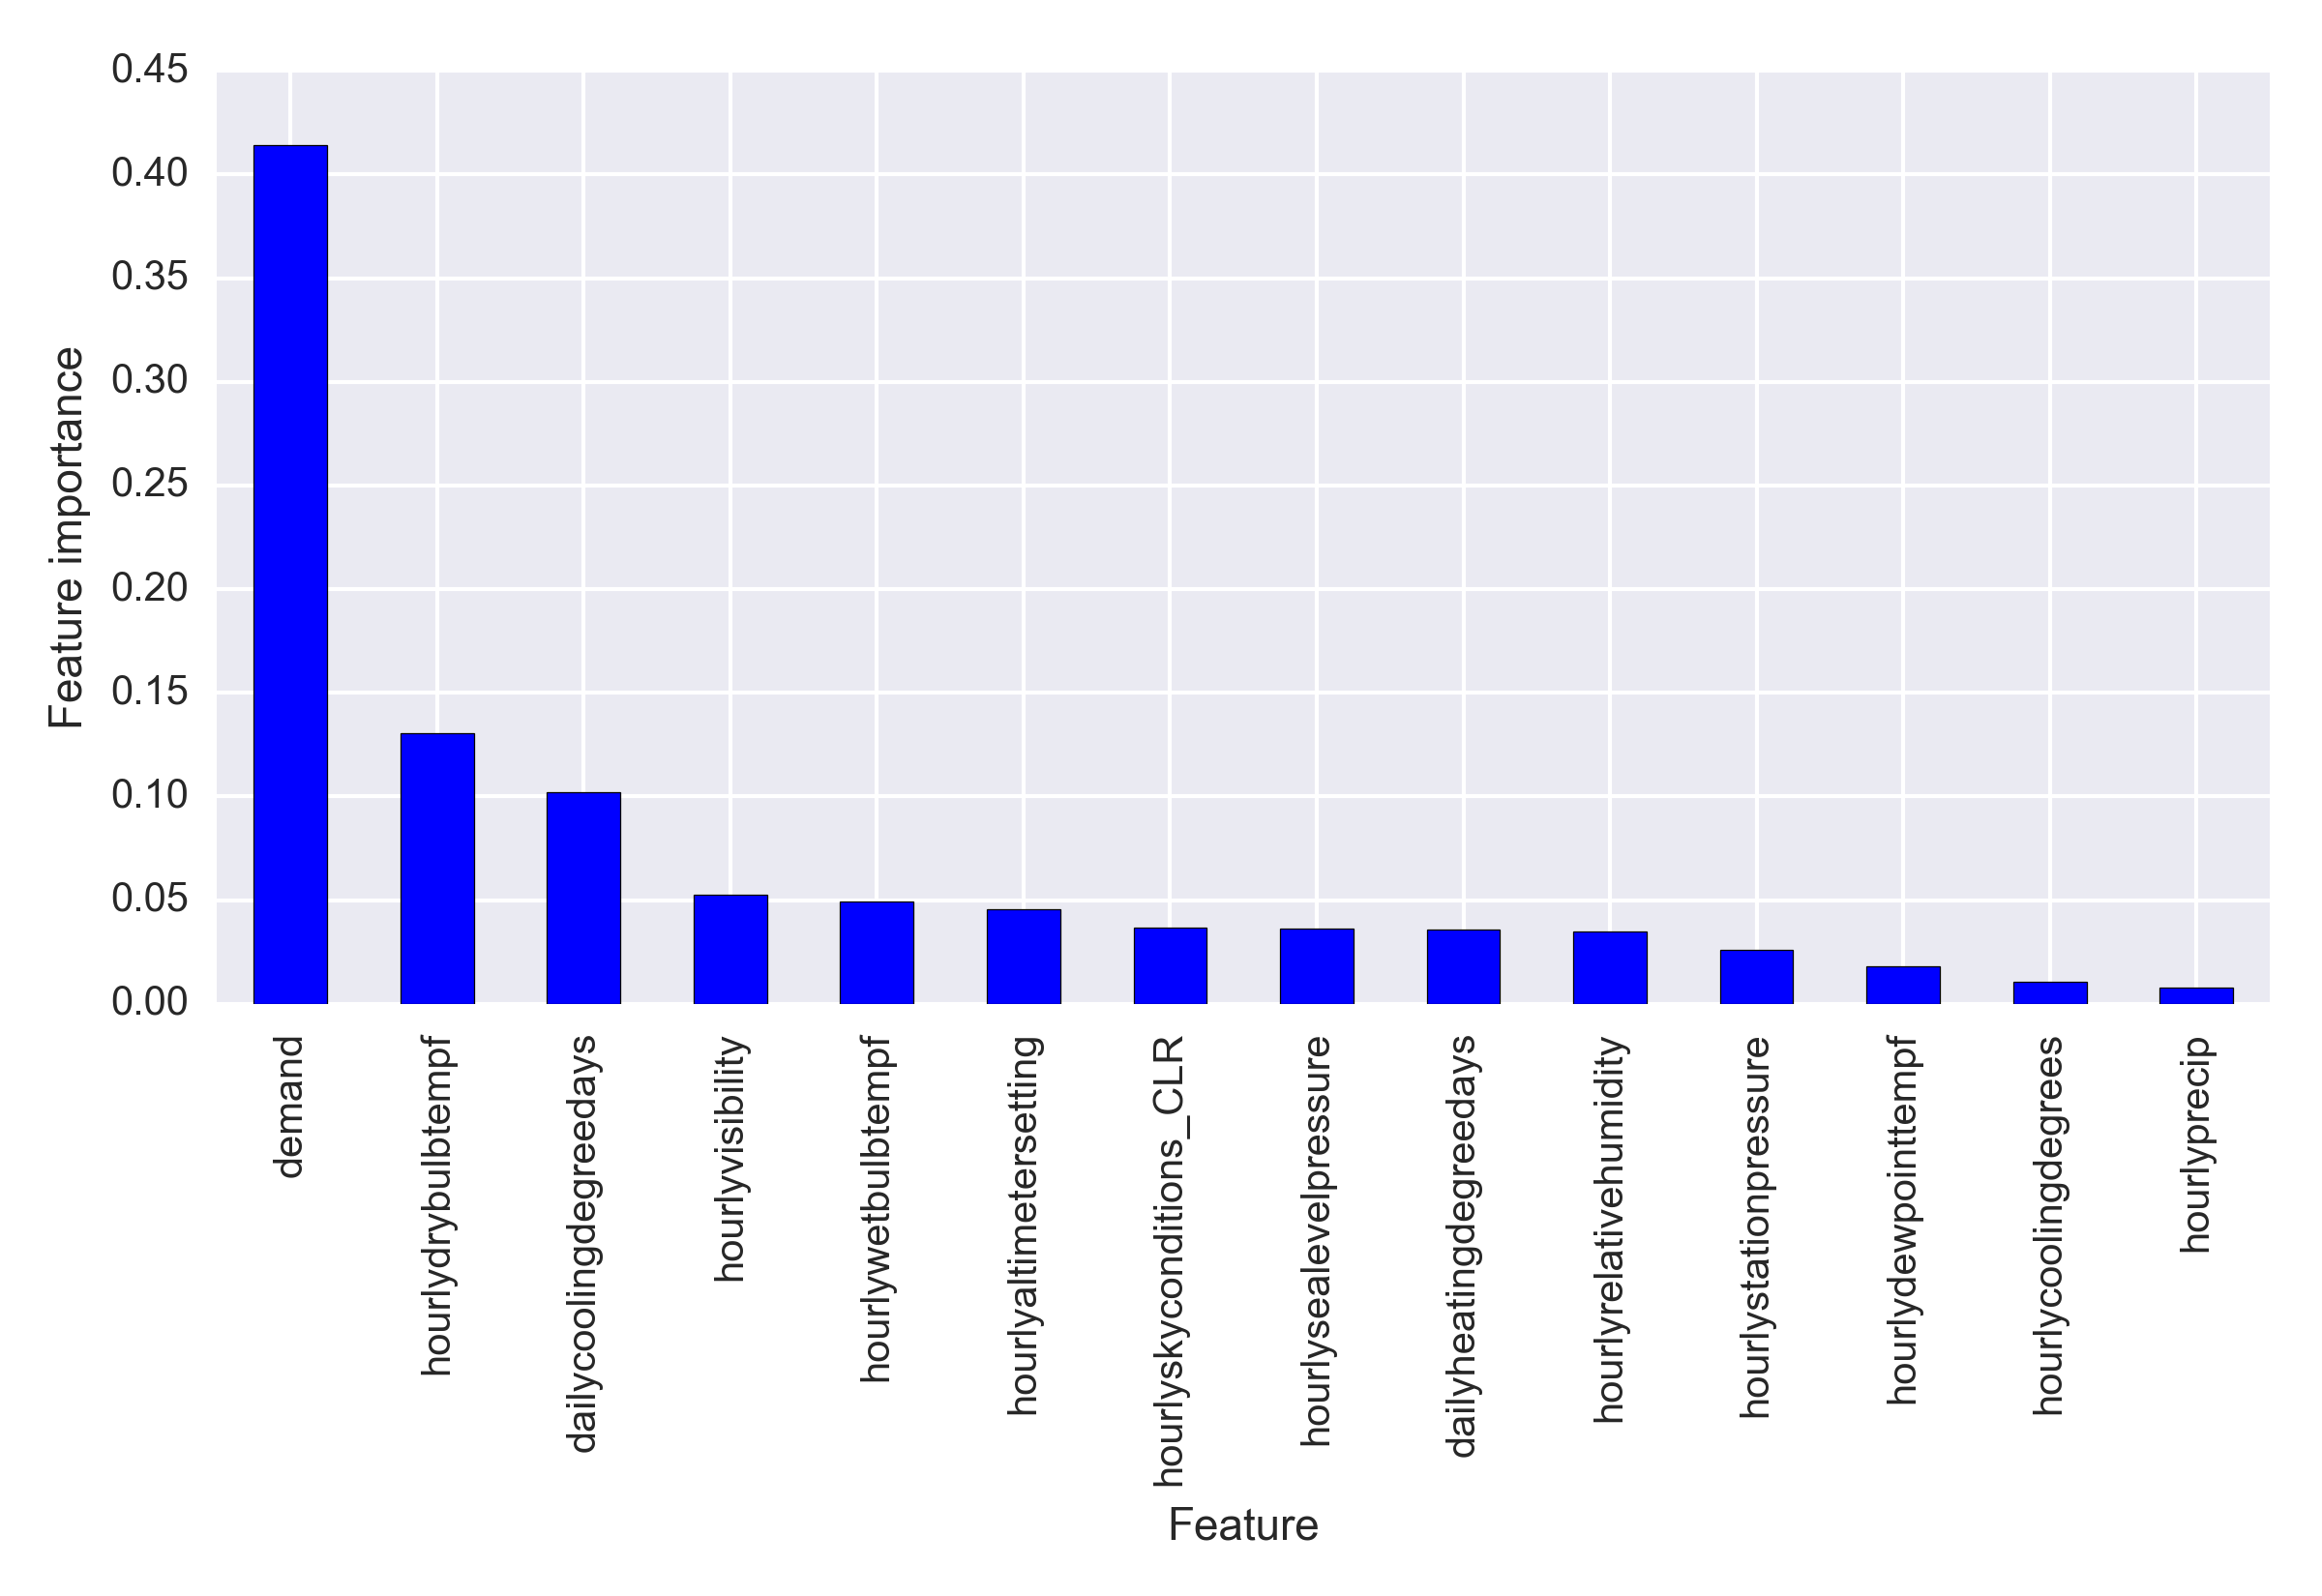 0.45
0.40
0.35
0.30
0.25
0.20
0.15
0.10
0.05
0.00
Feature importance
demand
hourlydrybulbtempf
dailycoolingdegreedays
hourlyvisibility
hourlywetbulbtempf
hourlyaltimetersetting
hourlyskyconditions_CLR
hourlysealevelpressure
dailyheatingdegreedays
hourlyrelativehumidity
hourlystationpressure
hourlydewpointtempf
hourlycoolingdegrees
hourlyprecip
Feature